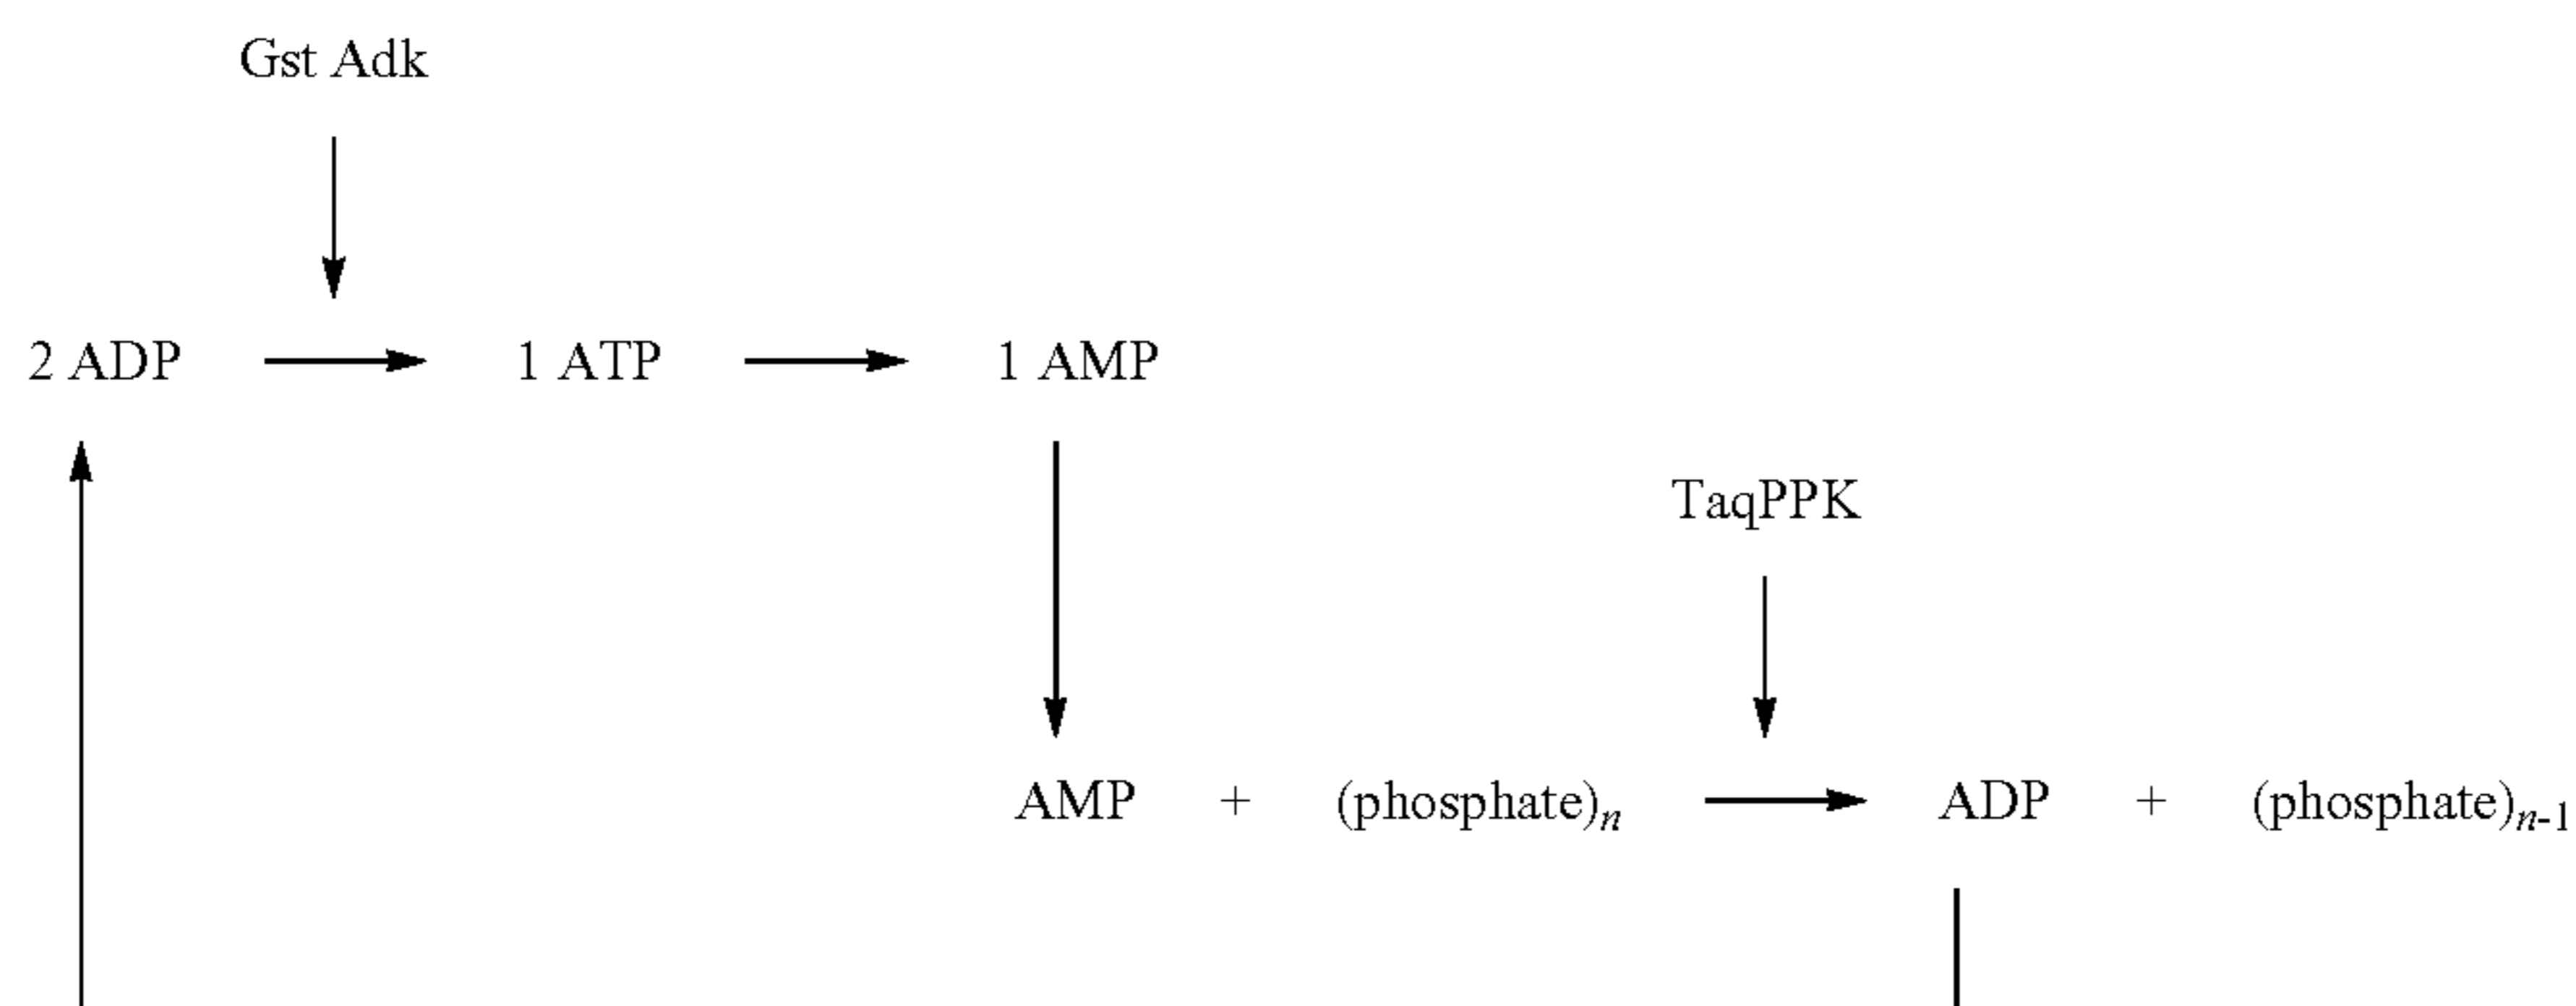 Gst Adk
2 ADP 1 ATP 1 AMP
TaqPPK
AMP + (phosphate)n ADP + (phosphate)n-1